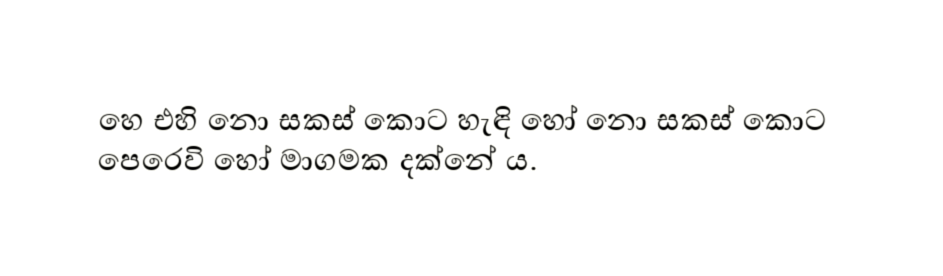 හෙ එහි නො සකස් කොට හැඳි හෝ නො සකස් කොට
පෙරෙවි හෝ මාගමක දක්නේ ය.